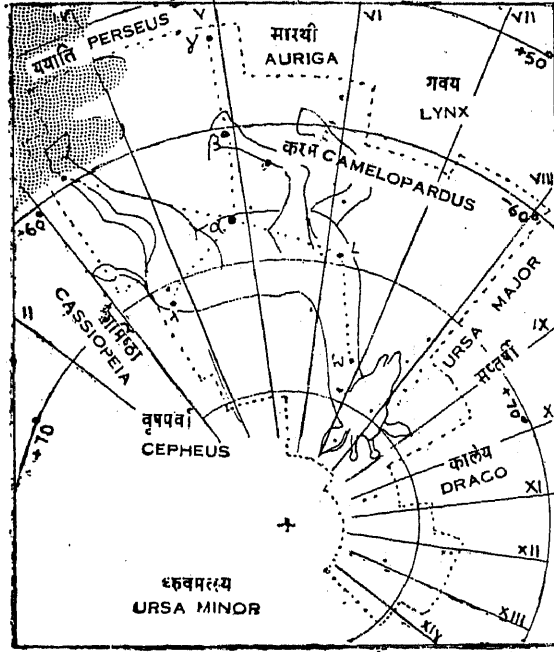 V
VI
VII
ययाति PERSEUS
सारथी
AURIGA
+50°
गवय
LYNX
γ
β
करभ CAMELOPARDUS
VIII
-60°
-60°
α
L
II
CASSIOPEIA
URSA MAJOR
सप्तर्षी
IX
+70°
X
वृषपर्वा
CEPHEUS
+70
कालेय
DRACO
XI
XII
ध्रुवमत्स्य
URSA MINOR
XIII
XIV